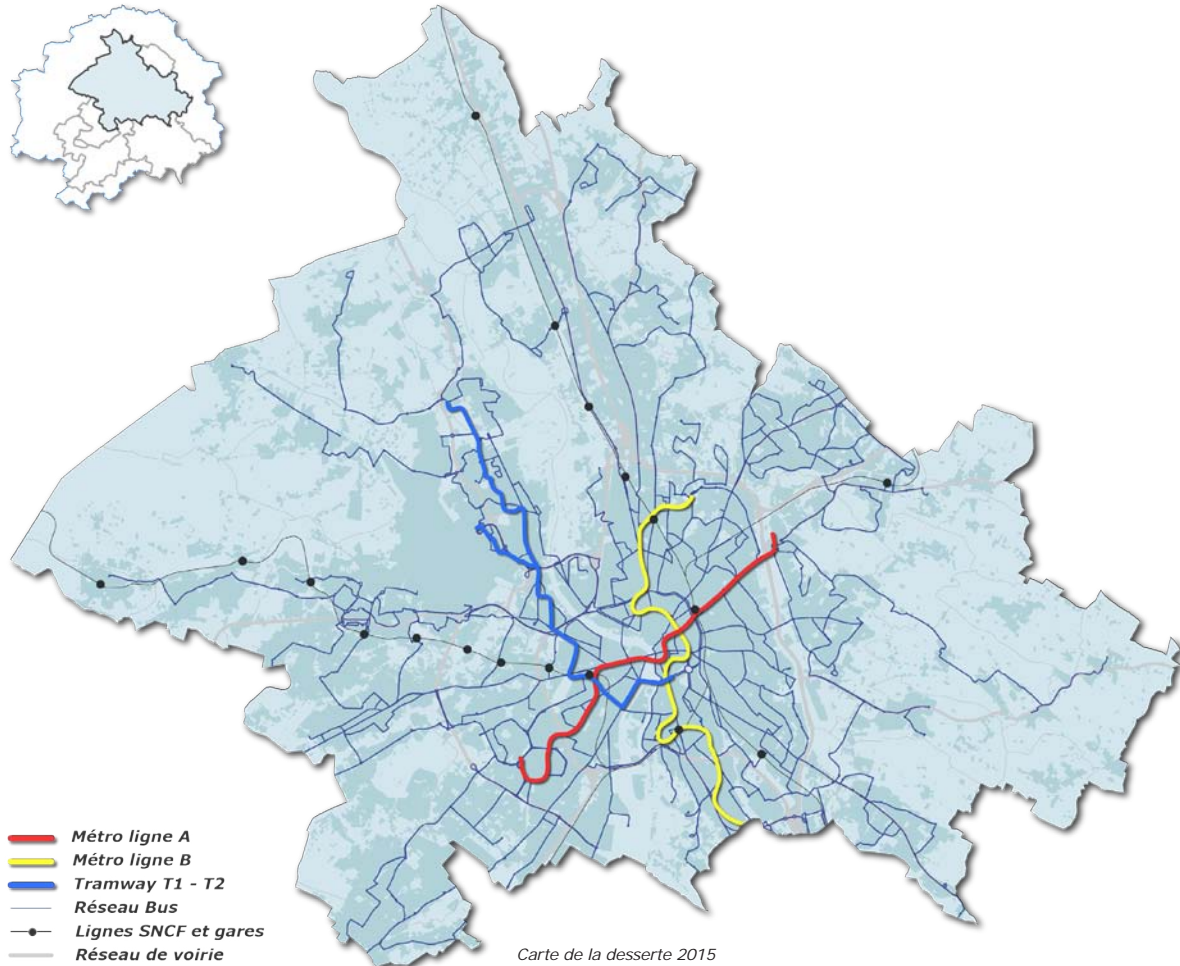 Métro ligne A
Métro ligne B
Tramway T1 - T2
Réseau Bus
Lignes SNCF et gares
Réseau de voirie
Carte de la desserte 2015